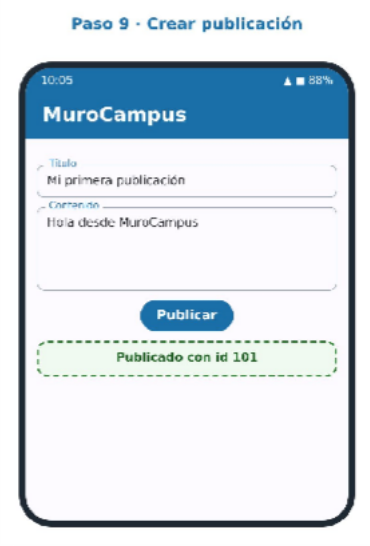 Paso 9 · Crear publicación
10:05 ▲ ■ 88%
MuroCampus
Título
Mi primera publicación
Contenido
Hola desde MuroCampus
Publicar
Publicado con id 101